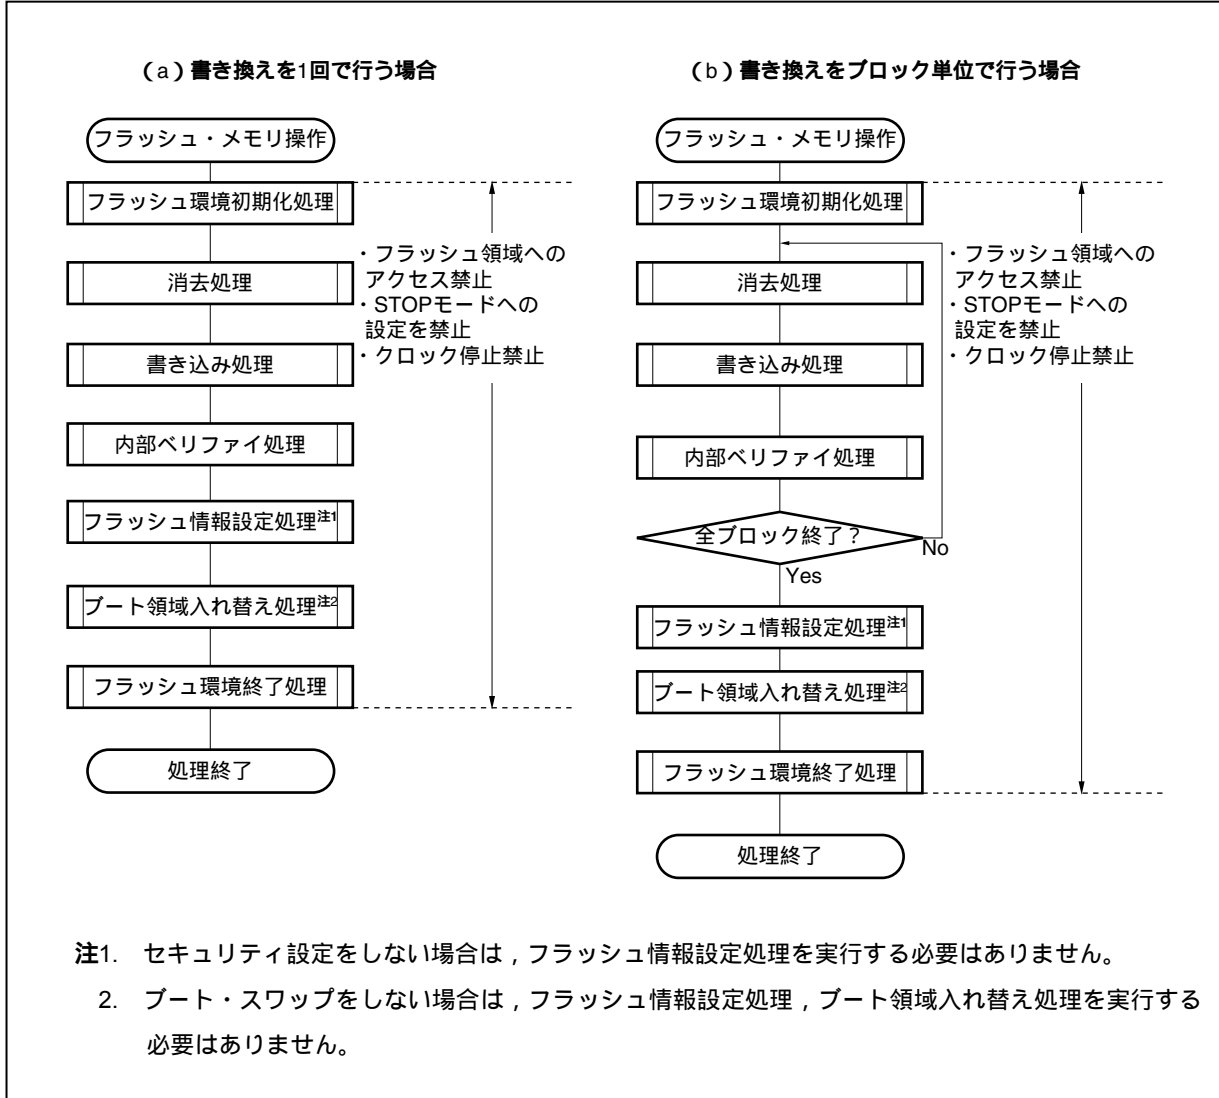 (a)書き換えを1回で行う場合
フラッシュ・メモリ操作
フラッシュ環境初期化処理
消去処理
書き込み処理
内部ベリファイ処理
フラッシュ情報設定処理注1
ブート領域入れ替え処理注2
フラッシュ環境終了処理
処理終了
・フラッシュ領域への
アクセス禁止
・STOPモードへの
設定を禁止
・クロック停止禁止
(b)書き換えをブロック単位で行う場合
フラッシュ・メモリ操作
フラッシュ環境初期化処理
消去処理
書き込み処理
内部ベリファイ処理
全ブロック終了?
No
Yes
フラッシュ情報設定処理注1
ブート領域入れ替え処理注2
フラッシュ環境終了処理
処理終了
・フラッシュ領域への
アクセス禁止
・STOPモードへの
設定を禁止
・クロック停止禁止
注1. セキュリティ設定をしない場合は,フラッシュ情報設定処理を実行する必要はありません。
2. ブート・スワップをしない場合は,フラッシュ情報設定処理,ブート領域入れ替え処理を実行する
必要はありません。